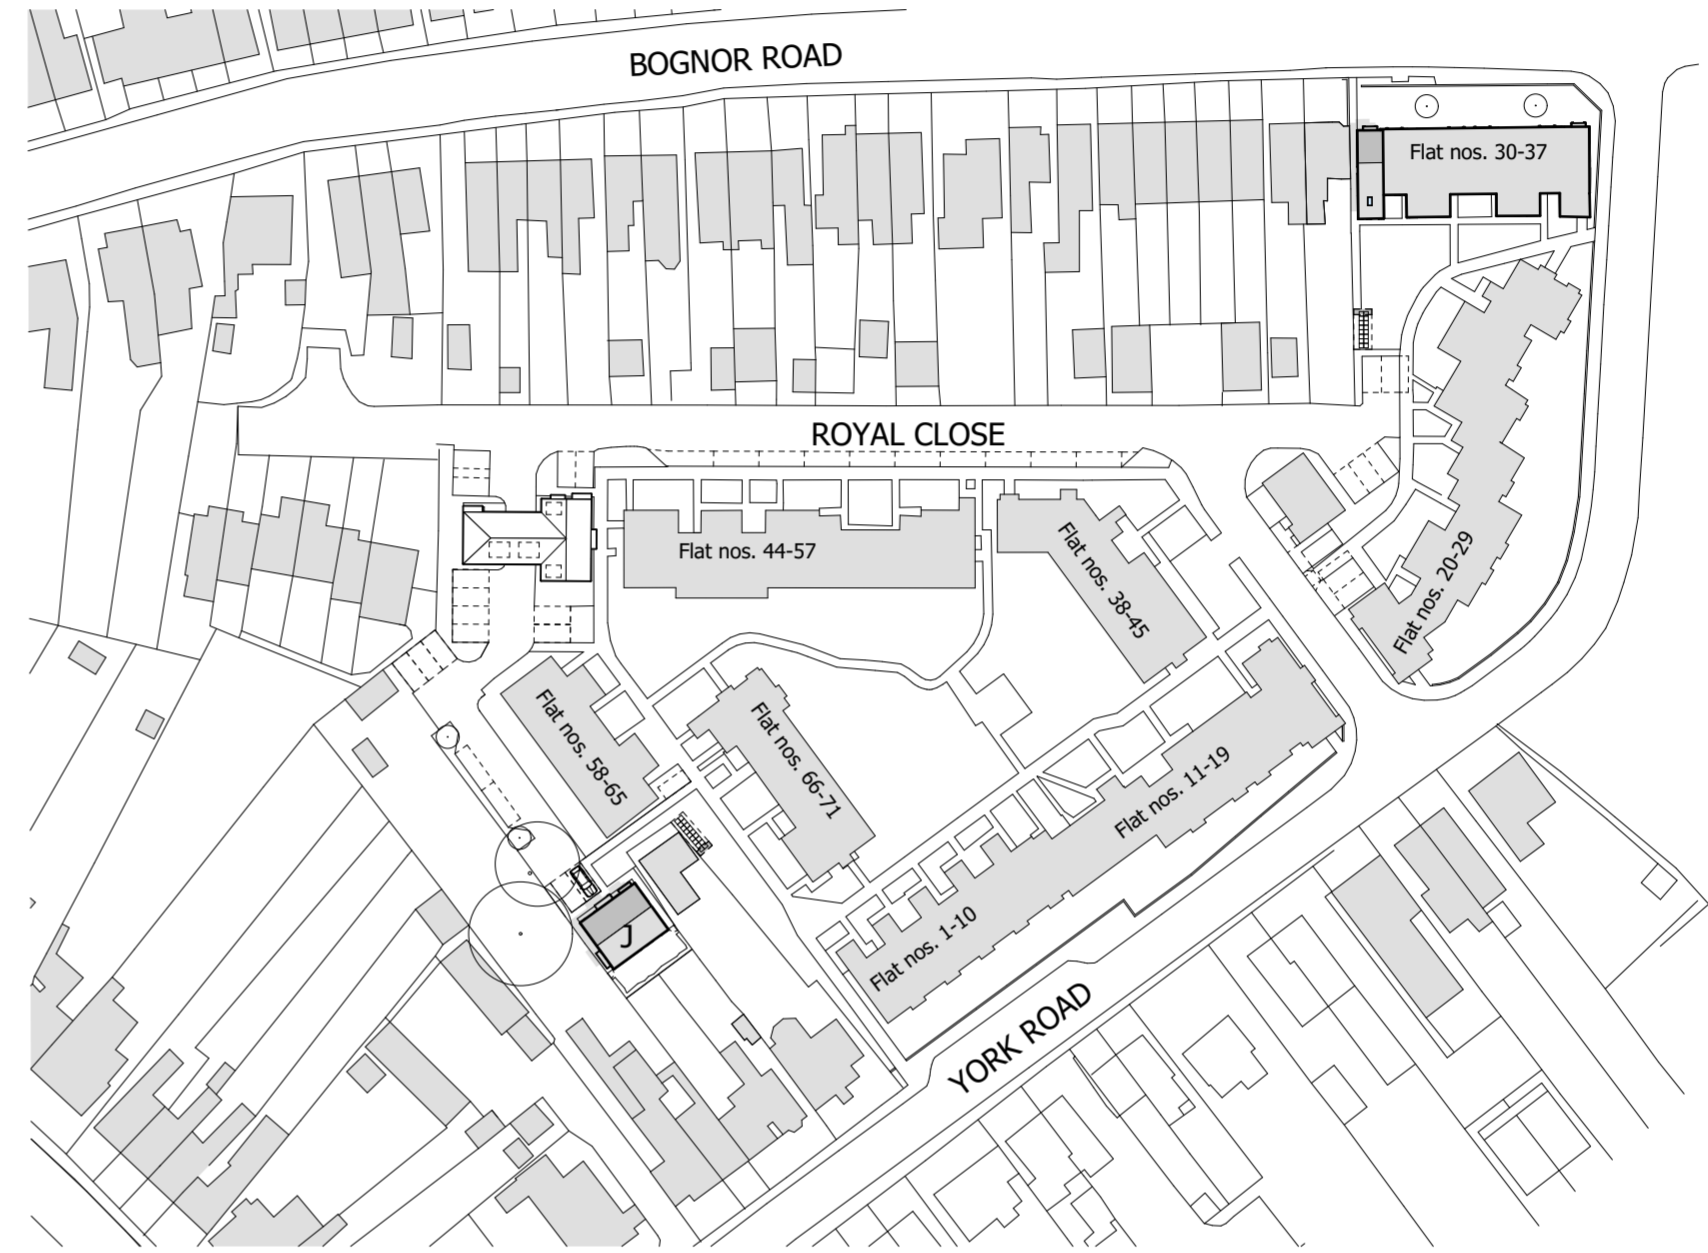 BOGNOR ROAD
Flat nos. 30-37
ROYAL CLOSE
Flat nos. 44-57
Flat nos. 38-45
Flat nos. 20-29
Flat nos. 58-65
Flat nos. 66-71
Flat nos. 11-19
Flat nos. 1-10
J
YORK ROAD